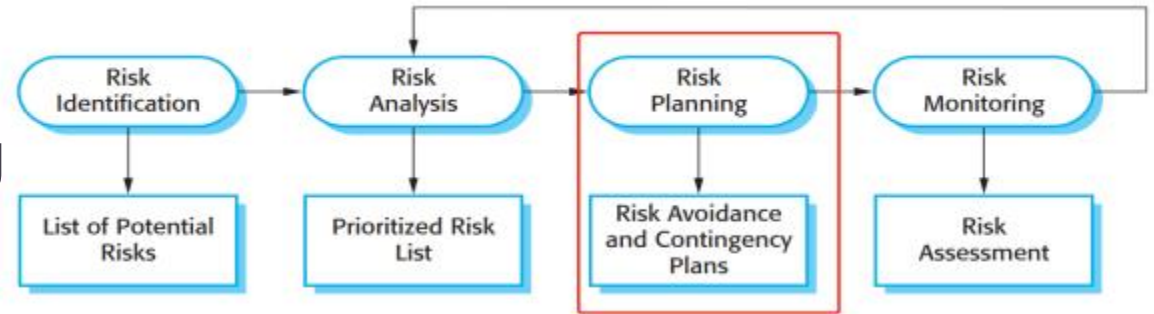 Risk
Identification
Risk
Analysis
Risk
Planning
Risk
Monitoring
List of Potential
Risks
Prioritized Risk
List
Risk Avoidance
and Contingency
Plans
Risk
Assessment